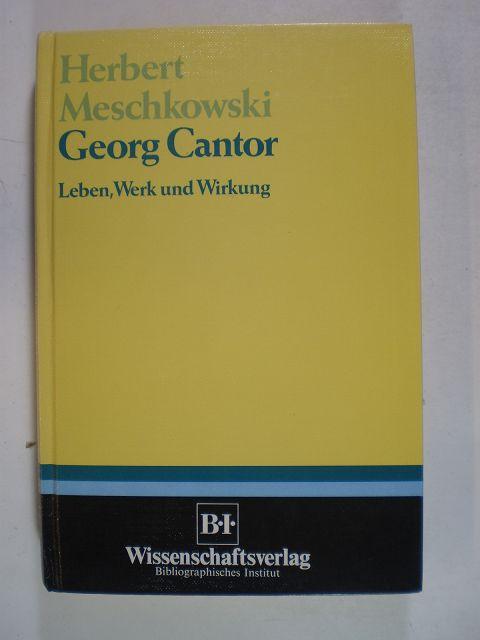 Herbert
Meschkowski
Georg Cantor
Leben, Werk und Wirkung
B·I·
Wissenschaftsverlag
Bibliographisches Institut